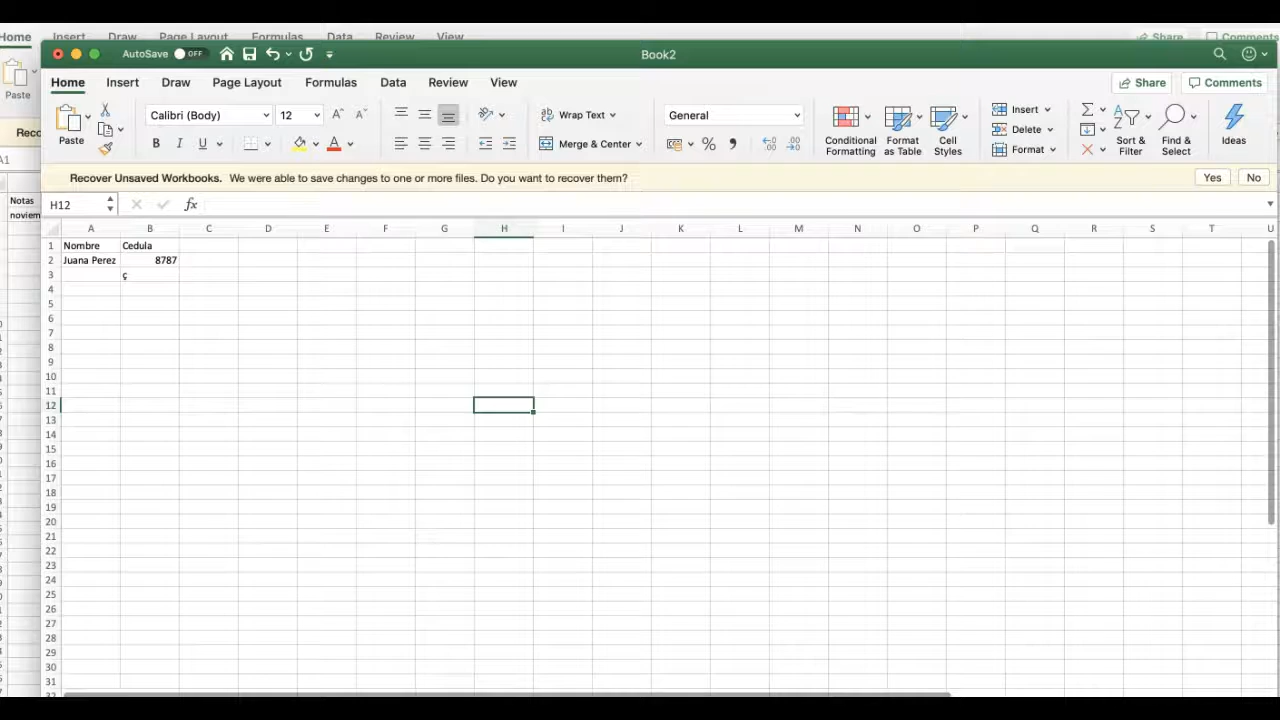 Home Insert Draw Page Layout Formulas Data Review View Share Comments
AutoSave OFF Book2
Home Insert Draw Page Layout Formulas Data Review View Share Comments
Paste
Calibri (Body) 12 Wrap Text General Insert
Paste B I U Merge & Center % Conditional Formatting Format as Table Cell Styles Delete Format Sort & Filter Find & Select Ideas
Reco
Recover Unsaved Workbooks. We were able to save changes to one or more files. Do you want to recover them? Yes No
A1
H12 fx
A B C D E F G H I J K L M N O P Q R S T U
Notas
noviem
1 Nombre Cedula
2 Juana Perez 8787
3 ç
4
5
6
7
8
9
10
11
12
13
14
15
16
17
18
19
20
21
22
23
24
25
26
27
28
29
30
31
32